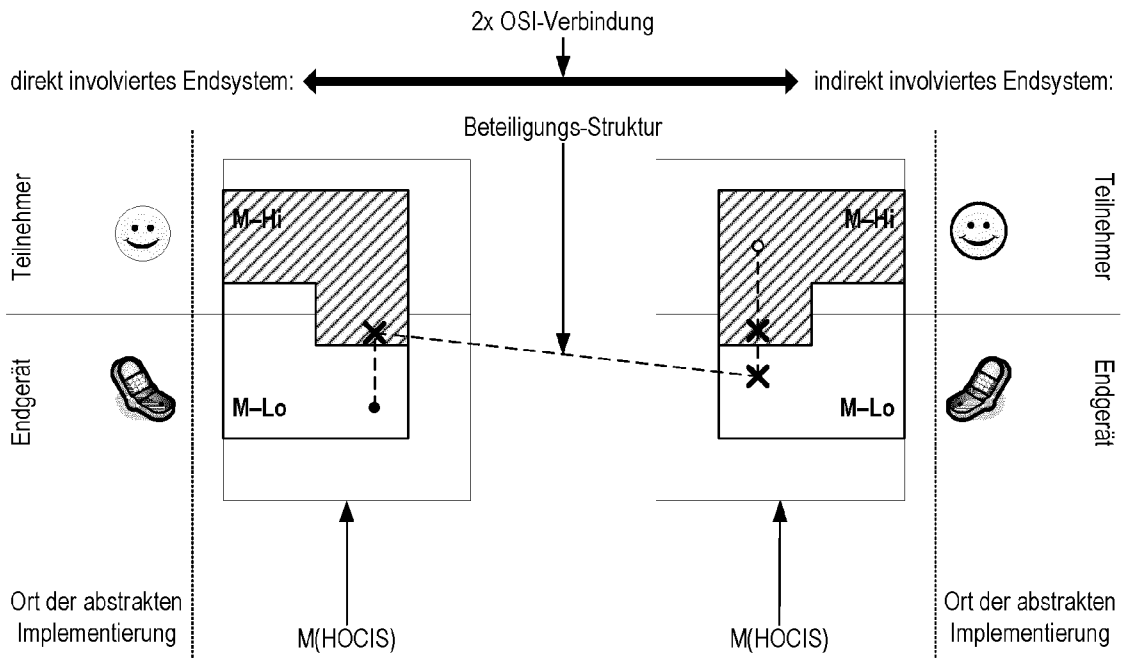 2x OSI-Verbindung
direkt involviertes Endsystem:
indirekt involviertes Endsystem:
Beteiligungs-Struktur
Teilnehmer
M–Hi
M–Hi
Teilnehmer
Endgerät
M–Lo
M–Lo
Endgerät
Ort der abstrakten
Implementierung
M(HOCIS)
M(HOCIS)
Ort der abstrakten
Implementierung